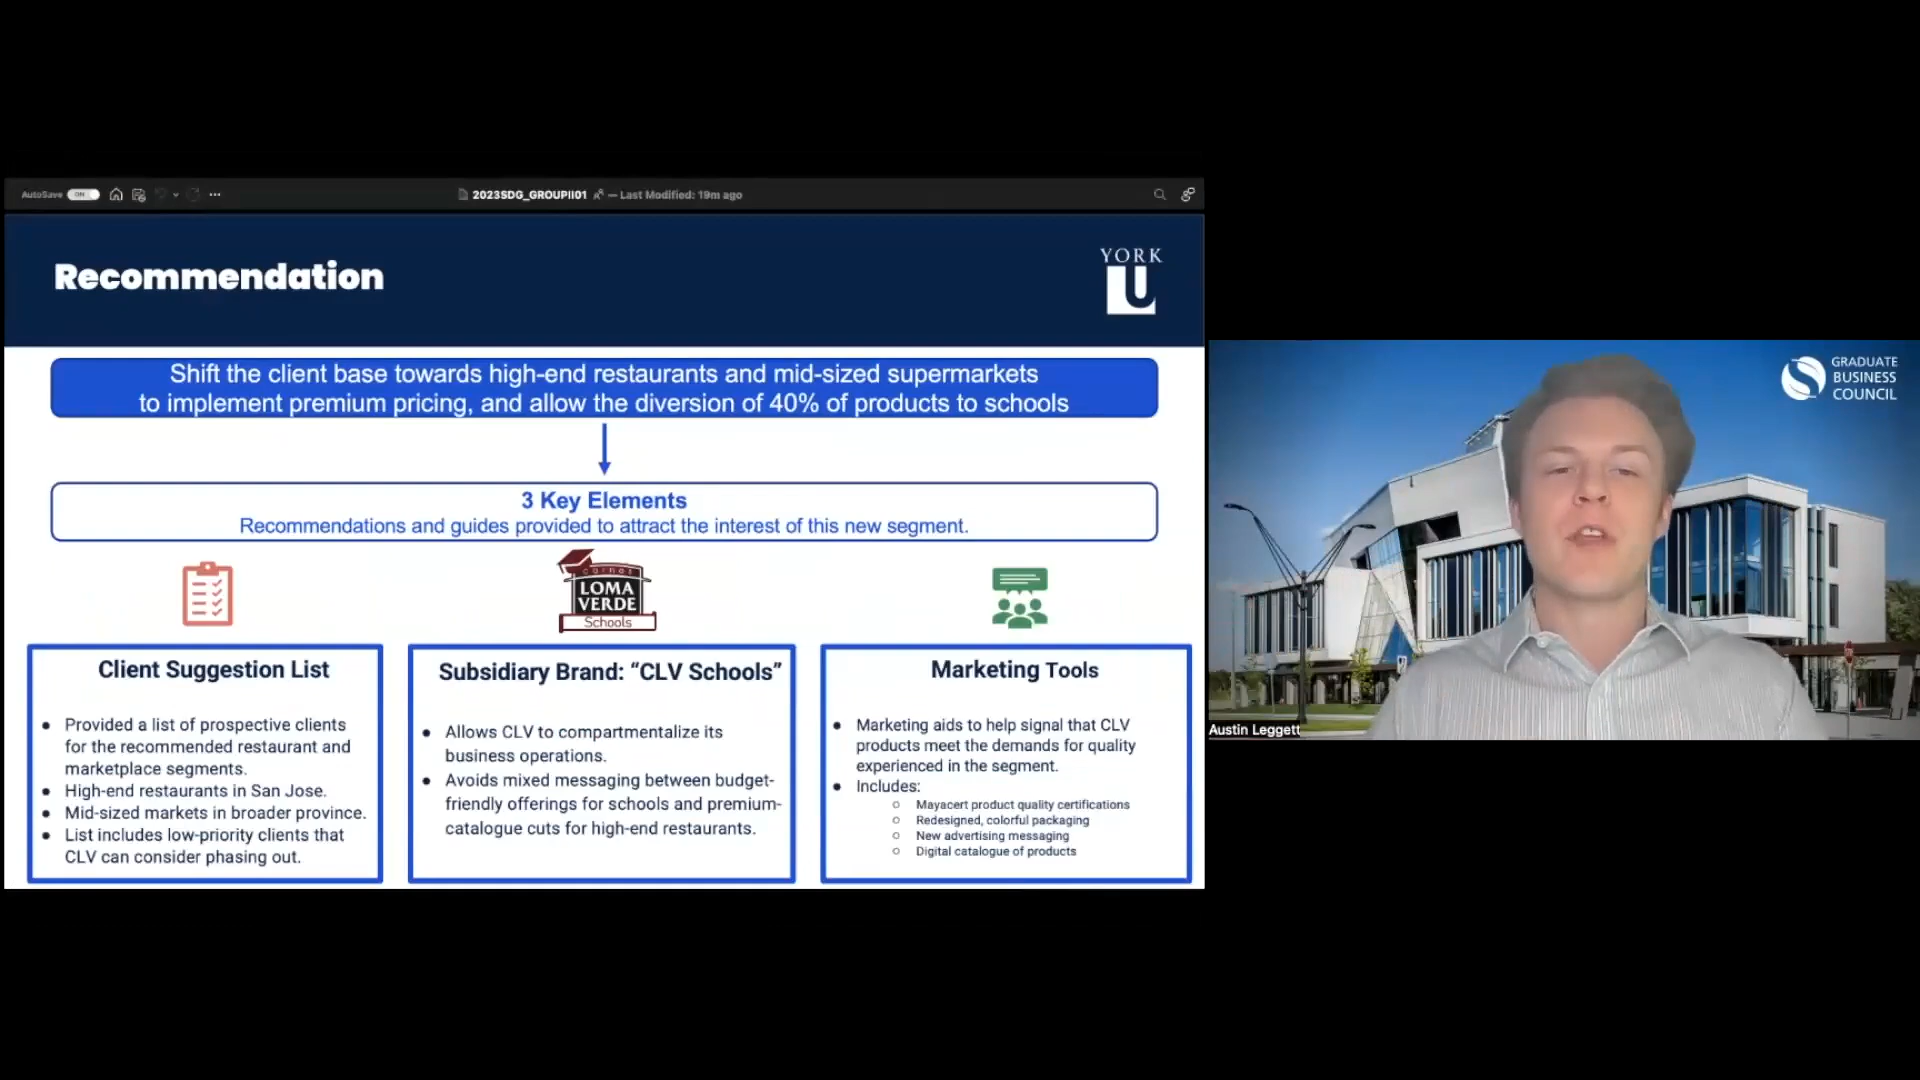 AutoSave ON
2023SDG_GROUPII01 — Last Modified: 19m ago
Recommendation
YORK
U
Shift the client base towards high-end restaurants and mid-sized supermarkets
to implement premium pricing, and allow the diversion of 40% of products to schools
3 Key Elements
Recommendations and guides provided to attract the interest of this new segment.
carnes
LOMA
VERDE
Schools
Client Suggestion List
• Provided a list of prospective clients
for the recommended restaurant and
marketplace segments.
• High-end restaurants in San Jose.
• Mid-sized markets in broader province.
• List includes low-priority clients that
CLV can consider phasing out.
Subsidiary Brand: “CLV Schools”
• Allows CLV to compartmentalize its
business operations.
• Avoids mixed messaging between budget-
friendly offerings for schools and premium-
catalogue cuts for high-end restaurants.
Marketing Tools
• Marketing aids to help signal that CLV
products meet the demands for quality
experienced in the segment.
• Includes:
○ Mayacert product quality certifications
○ Redesigned, colorful packaging
○ New advertising messaging
○ Digital catalogue of products
GRADUATE
BUSINESS
COUNCIL
Austin Leggett